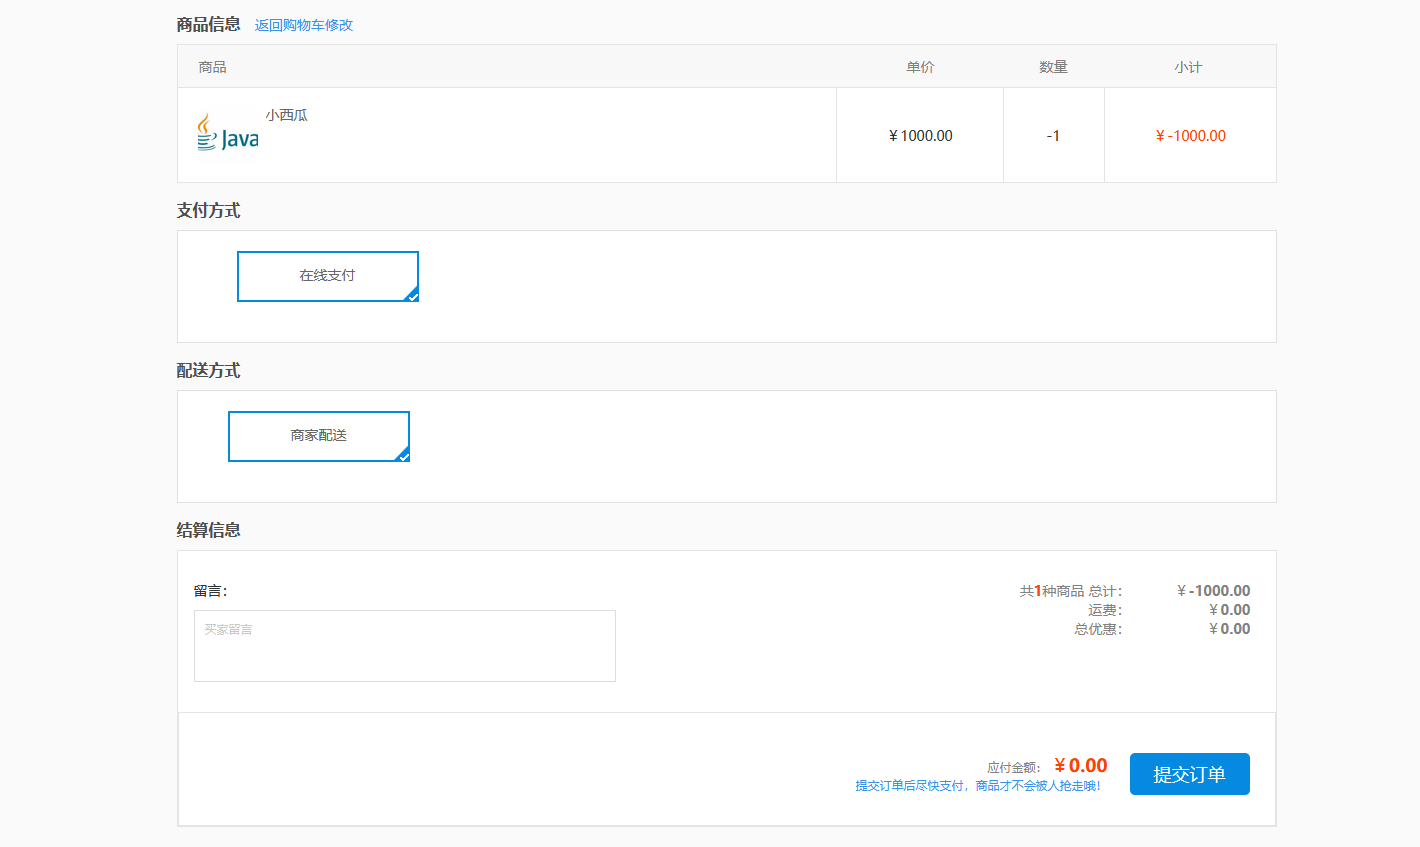 商品信息 返回购物车修改
商品 单价 数量 小计
小西瓜
Java
¥1000.00 -1 ¥-1000.00
支付方式
在线支付
配送方式
商家配送
结算信息
留言：
买家留言
共1种商品 总计： ¥-1000.00
运费： ¥0.00
总优惠： ¥0.00
应付金额： ¥0.00
提交订单后尽快支付，商品才不会被人抢走哦！
提交订单